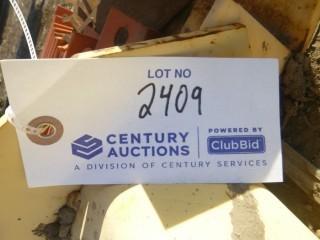 LOT NO
2409
CENTURY AUCTIONS
POWERED BY
ClubBid
A DIVISION OF CENTURY SERVICES